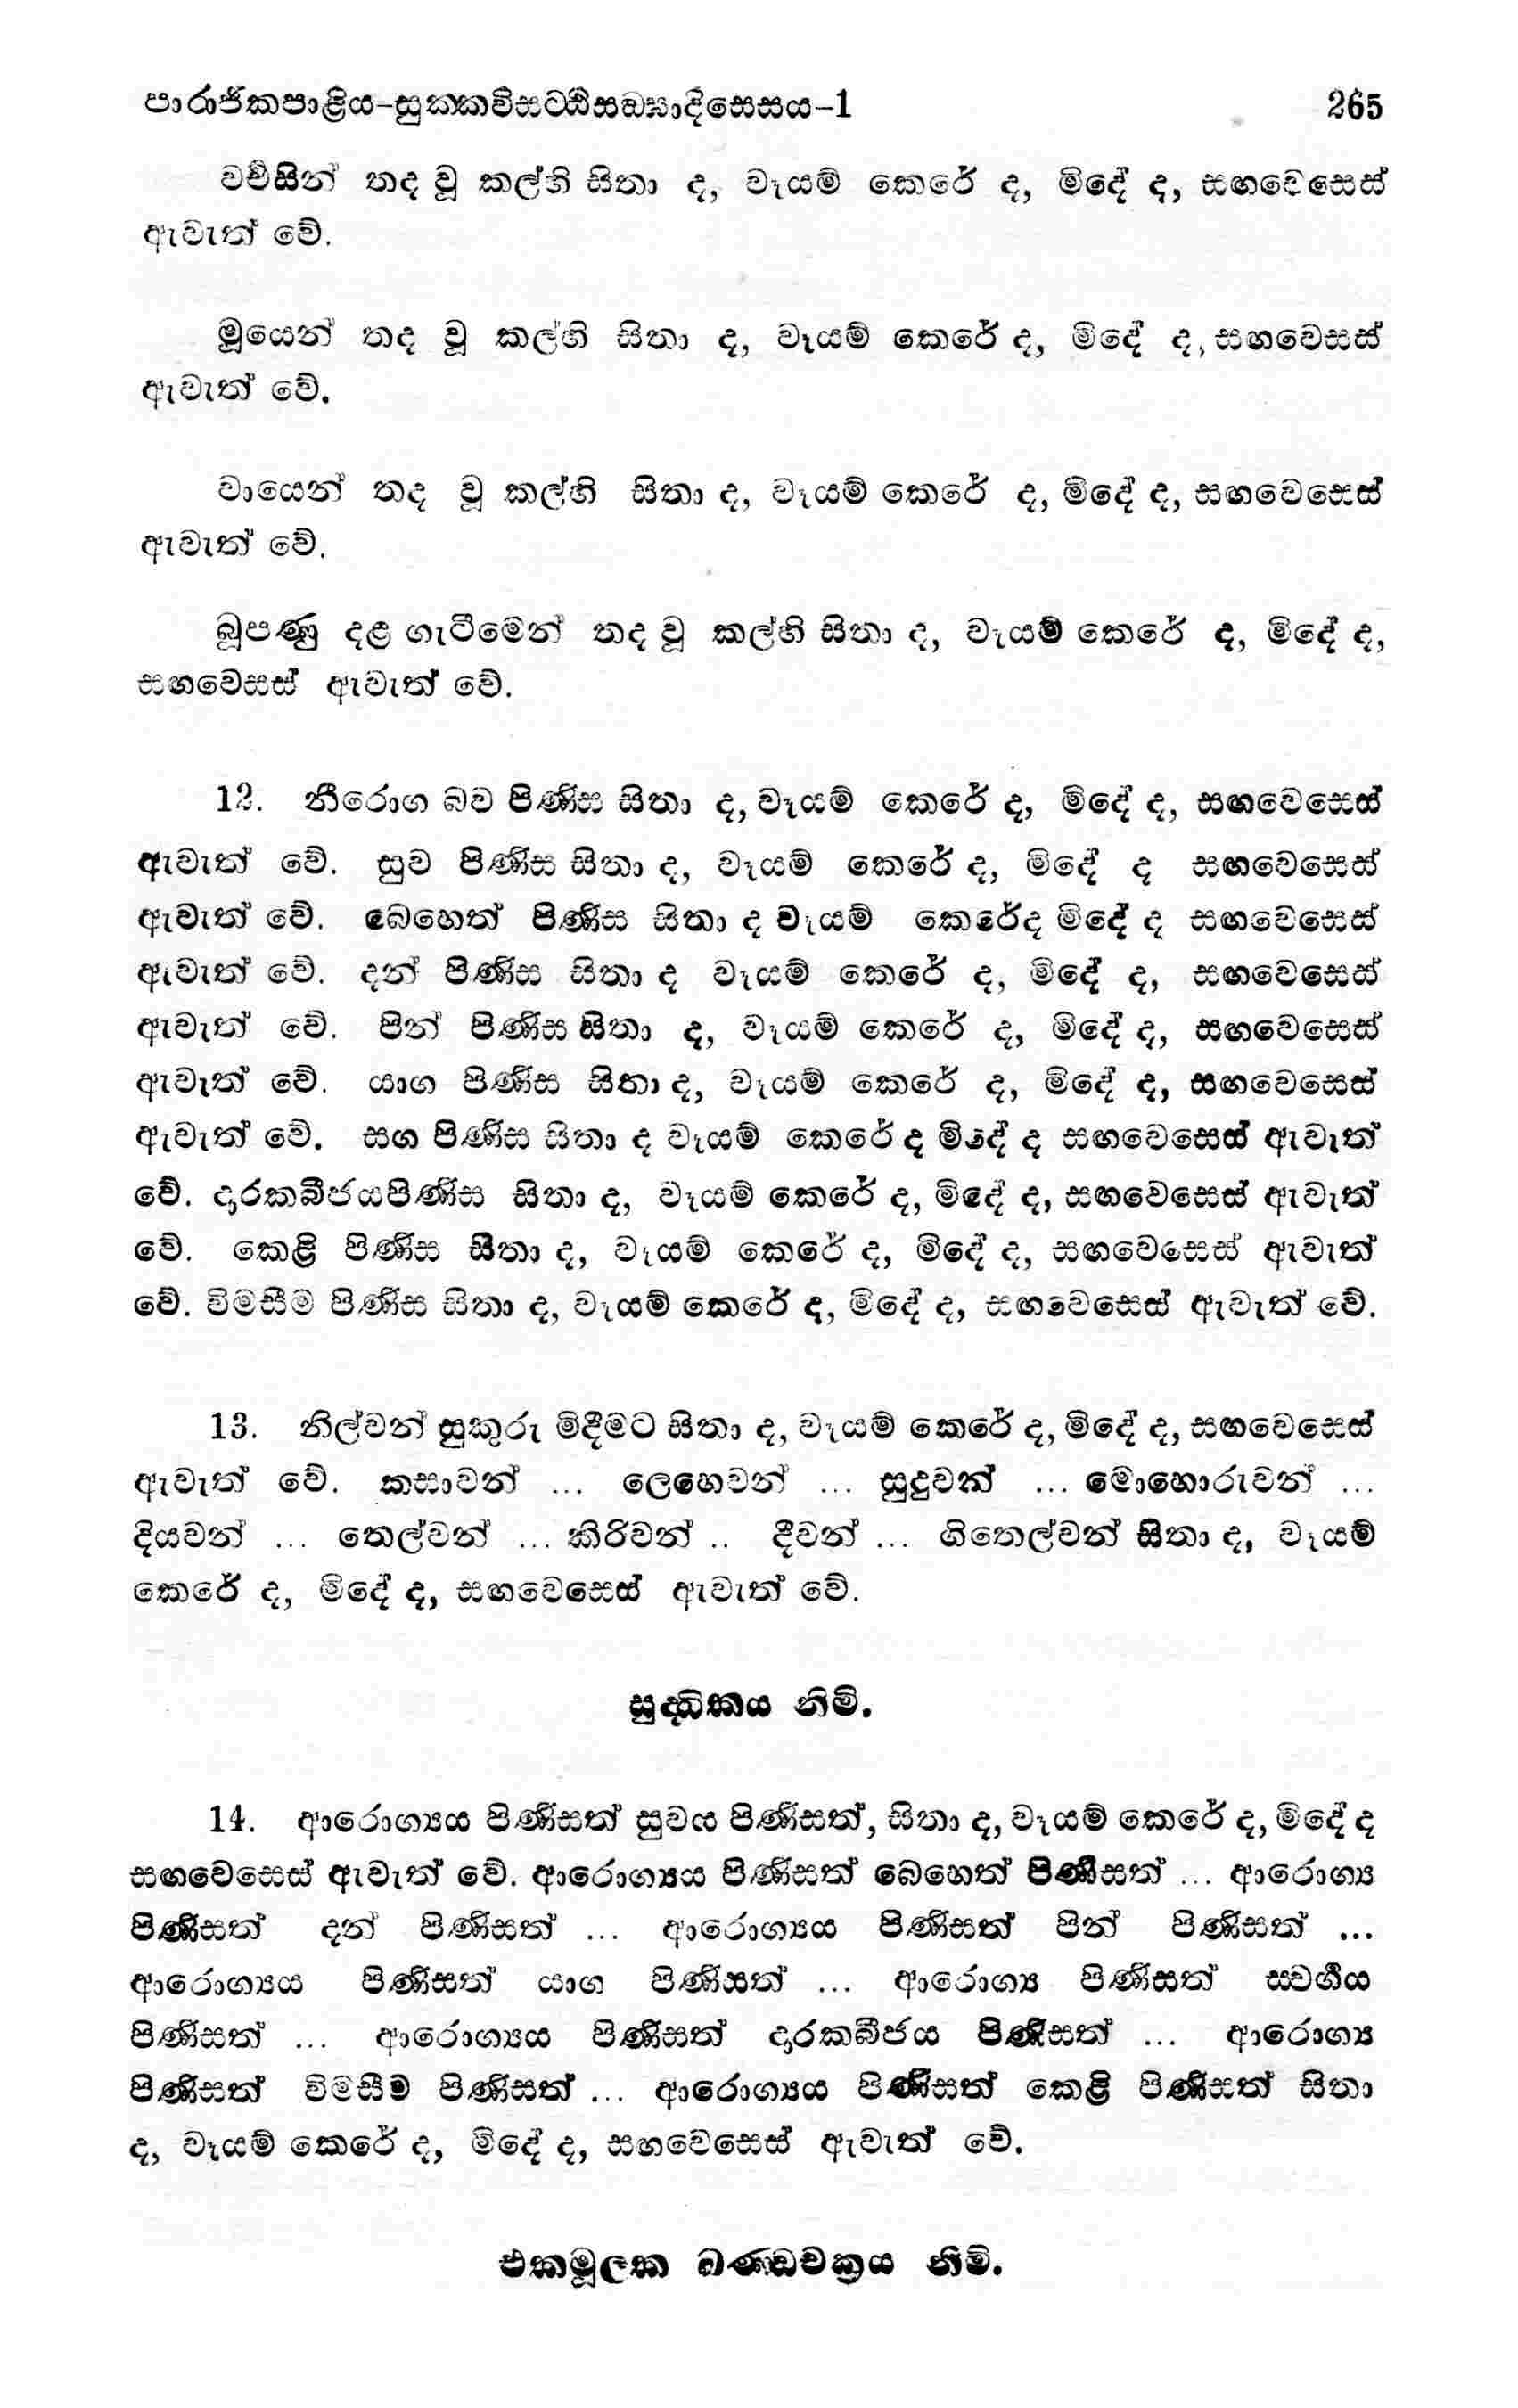 පාරාජිකපාළිය-සුක්කවිසට්ඨිසඞ්ඝාදිසෙසය-1 265
වච්සින් තද වූ කල්හි සිතා ද, වෑයම් කෙරේ ද, මිදේ ද, සඟවෙසෙස්
ඇවැත් වේ.
මූයෙන් තද වූ කල්හි සිතා ද, වෑයම් කෙරේ ද, මිදේ ද, සඟවෙසස්
ඇවැත් වේ.
වායෙන් තද වූ කල්හි සිතා ද, වෑයම් කෙරේ ද, මිදේ ද, සඟවෙසෙස්
ඇවැත් වේ.
බූපණු දළ ගැටීමෙන් තද වූ කල්හි සිතා ද, වෑයම් කෙරේ ද, මිදේ ද,
සඟවෙසස් ඇවැත් වේ.
12. නීරොග බව පිණිස සිතා ද, වෑයම් කෙරේ ද, මිදේ ද, සඟවෙසෙස්
ඇවැත් වේ. සුව පිණිස සිතා ද, වෑයම් කෙරේ ද, මිදේ ද සඟවෙසෙස්
ඇවැත් වේ. බෙහෙත් පිණිස සිතා ද වෑයම් කෙරේද මිදේ ද සඟවෙසෙස්
ඇවැත් වේ. දන් පිණිස සිතා ද වෑයම් කෙරේ ද, මිදේ ද, සඟවෙසෙස්
ඇවැත් වේ. පින් පිණිස සිතා ද, වෑයම් කෙරේ ද, මිදේ ද, සඟවෙසෙස්
ඇවැත් වේ. යාග පිණිස සිතා ද, වෑයම් කෙරේ ද, මිදේ ද, සඟවෙසෙස්
ඇවැත් වේ. සග පිණිස සිතා ද වෑයම් කෙරේ ද මිදේ ද සඟවෙසෙස් ඇවැත්
වේ. දාරකබීජයපිණිස සිතා ද, වෑයම් කෙරේ ද, මිදේ ද, සඟවෙසෙස් ඇවැත්
වේ. කෙළි පිණිස සිතා ද, වෑයම් කෙරේ ද, මිදේ ද, සඟවෙසෙස් ඇවැත්
වේ. විමසීම පිණිස සිතා ද, වෑයම් කෙරේ ද, මිදේ ද, සඟවෙසෙස් ඇවැත් වේ.
13. නිල්වන් සුකුරු මිදීමට සිතා ද, වෑයම් කෙරේ ද, මිදේ ද, සඟවෙසෙස්
ඇවැත් වේ. කසාවන් ... ලෙහෙවන් ... සුදුවන් ... මොහොරුවන් ...
දියවන් ... තෙල්වන් ... කිරිවන් .. දීවන් ... ගිතෙල්වන් සිතා ද, වෑයම්
කෙරේ ද, මිදේ ද, සඟවෙසෙස් ඇවැත් වේ.
සුද්ධිකය නිමි.
14. ආරොග්‍යය පිණිසත් සුවය පිණිසත්, සිතා ද, වෑයම් කෙරේ ද, මිදේ ද
සඟවෙසෙස් ඇවැත් වේ. ආරොග්‍යය පිණිසත් බෙහෙත් පිණිසත් ... ආරොග්‍ය
පිණිසත් දන් පිණිසත් ... ආරොග්‍යය පිණිසත් පින් පිණිසත් ...
ආරොග්‍යය පිණිසත් යාග පිණිසත් ... ආරොග්‍ය පිණිසත් ස්වර්‍ගය
පිණිසත් ... ආරොග්‍යය පිණිසත් දාරකබීජය පිණිසත් ... ආරොග්‍ය
පිණිසත් විමසීම පිණිසත් ... ආරොග්‍යය පිණිසත් කෙළි පිණිසත් සිතා
ද, වෑයම් කෙරේ ද, මිදේ ද, සඟවෙසෙස් ඇවැත් වේ.
එකමූලක ඛණ්ඩචක්‍රය නිමි.